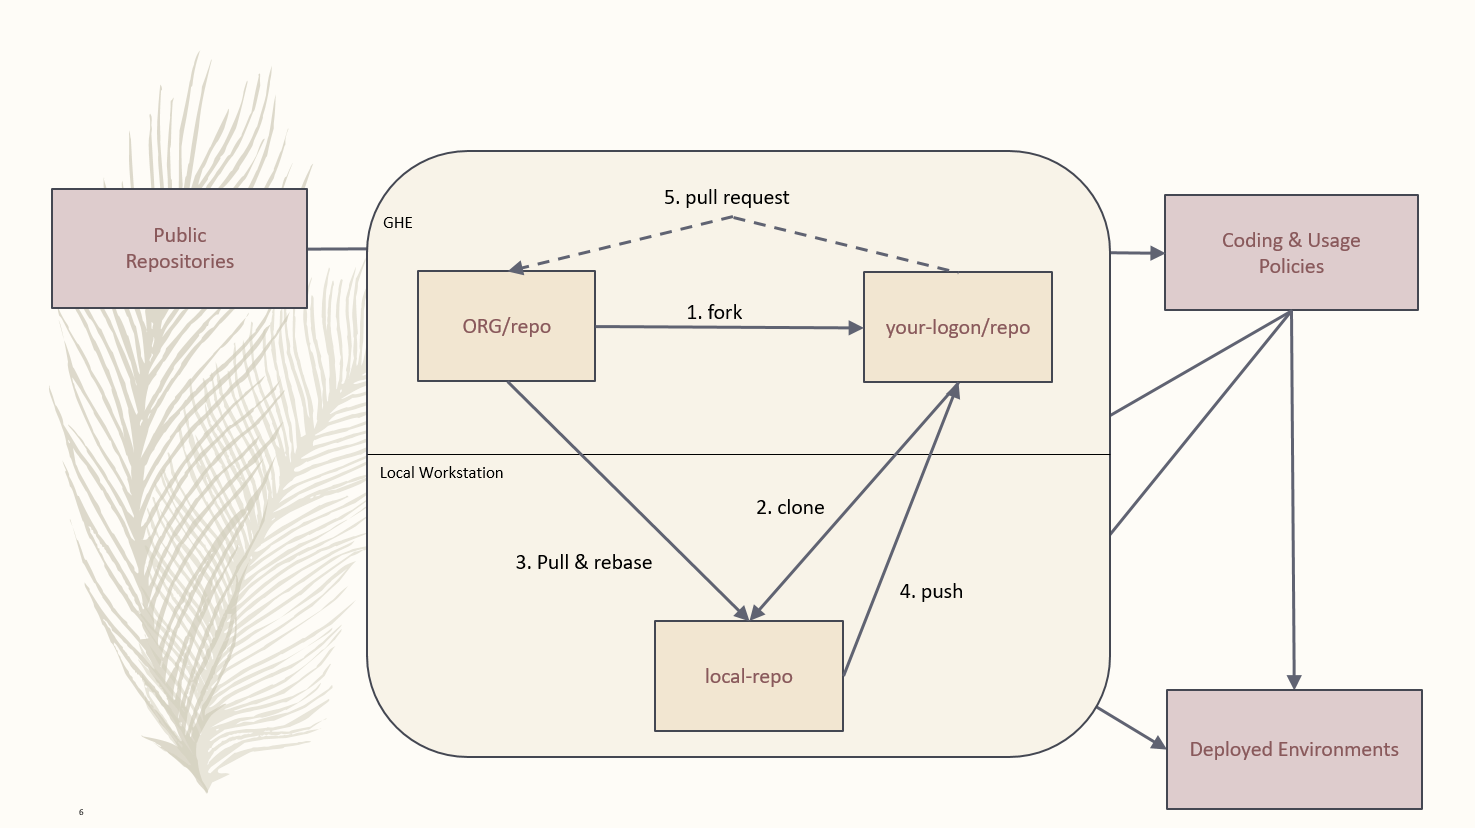 5. pull request
GHE
Public
Repositories
Coding & Usage
Policies
1. fork
ORG/repo
your-logon/repo
Local Workstation
2. clone
3. Pull & rebase
4. push
local-repo
Deployed Environments
6